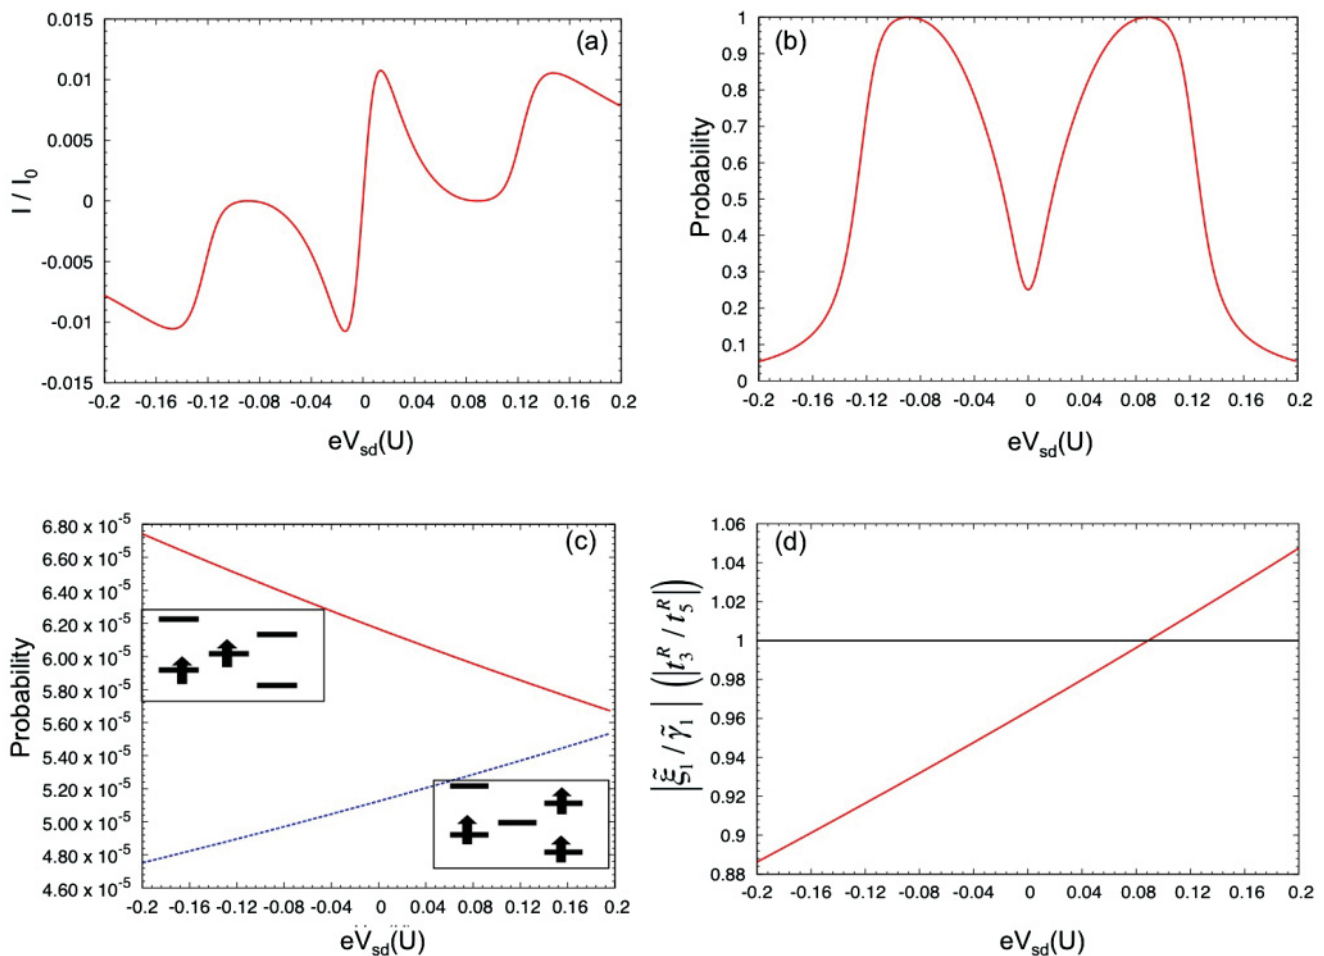 (a)
I / I0
0.015
0.01
0.005
0
-0.005
-0.01
-0.015
-0.2 -0.16 -0.12 -0.08 -0.04 0 0.04 0.08 0.12 0.16 0.2
eVsd(U)
(b)
Probability
1
0.9
0.8
0.7
0.6
0.5
0.4
0.3
0.2
0.1
0
-0.2 -0.16 -0.12 -0.08 -0.04 0 0.04 0.08 0.12 0.16 0.2
eVsd(U)
(c)
Probability
6.80 x 10-5
6.60 x 10-5
6.40 x 10-5
6.20 x 10-5
6.00 x 10-5
5.80 x 10-5
5.60 x 10-5
5.40 x 10-5
5.20 x 10-5
5.00 x 10-5
4.80 x 10-5
4.60 x 10-5
-0.2 -0.16 -0.12 -0.08 -0.04 0 0.04 0.08 0.12 0.16 0.2
eVsd(U)
(d)
|ξ̃1 / γ̃1| (|t3R / t5R|)
1.06
1.04
1.02
1
0.98
0.96
0.94
0.92
0.9
0.88
-0.2 -0.16 -0.12 -0.08 -0.04 0 0.04 0.08 0.12 0.16 0.2
eVsd(U)